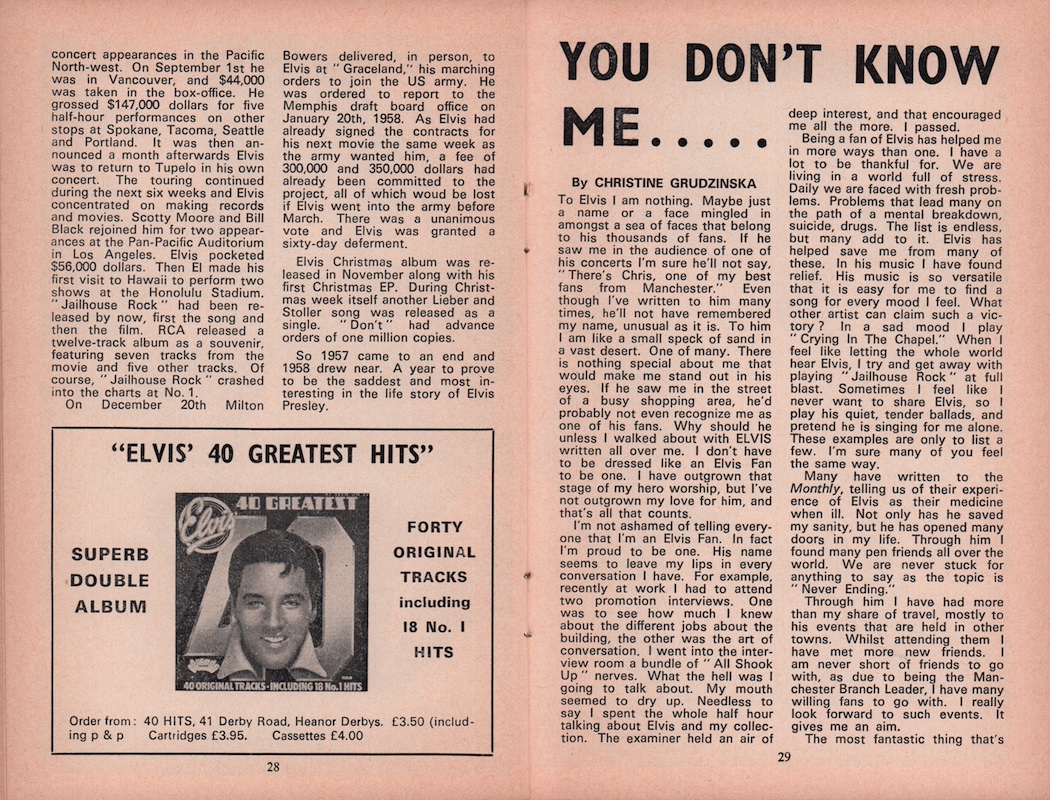 concert appearances in the Pacific
North-west. On September 1st he
was in Vancouver, and $44,000
was taken in the box-office. He
grossed $147,000 dollars for five
half-hour performances on other
stops at Spokane, Tacoma, Seattle
and Portland. It was then an-
nounced a month afterwards Elvis
was to return to Tupelo in his own
concert. The touring continued
during the next six weeks and Elvis
concentrated on making records
and movies. Scotty Moore and Bill
Black rejoined him for two appear-
ances at the Pan-Pacific Auditorium
in Los Angeles. Elvis pocketed
$56,000 dollars. Then El made his
first visit to Hawaii to perform two
shows at the Honolulu Stadium.
"Jailhouse Rock" had been re-
leased by now, first the song and
then the film. RCA released a
twelve-track album as a souvenir,
featuring seven tracks from the
movie and five other tracks. Of
course, "Jailhouse Rock" crashed
into the charts at No. 1.
On December 20th Milton
Bowers delivered, in person, to
Elvis at "Graceland," his marching
orders to join the US army. He
was ordered to report to the
Memphis draft board office on
January 20th, 1958. As Elvis had
already signed the contracts for
his next movie the same week as
the army wanted him, a fee of
300,000 and 350,000 dollars had
already been committed to the
project, all of which woud be lost
if Elvis went into the army before
March. There was a unanimous
vote and Elvis was granted a
sixty-day deferment.
Elvis Christmas album was re-
leased in November along with his
first Christmas EP. During Christ-
mas week itself another Lieber and
Stoller song was released as a
single. "Don't" had advance
orders of one million copies.
So 1957 came to an end and
1958 drew near. A year to prove
to be the saddest and most in-
teresting in the life story of Elvis
Presley.
"ELVIS' 40 GREATEST HITS"
SUPERB
DOUBLE
ALBUM
Elvis
40 GREATEST
40
40 ORIGINAL TRACKS·INCLUDING 18 No.1 HITS
FORTY
ORIGINAL
TRACKS
including
18 No. 1
HITS
Order from: 40 HITS, 41 Derby Road, Heanor Derbys. £3.50 (includ-
ing p & p Cartridges £3.95. Cassettes £4.00
28
YOU DON'T KNOW
ME.....
By CHRISTINE GRUDZINSKA
To Elvis I am nothing. Maybe just
a name or a face mingled in
amongst a sea of faces that belong
to his thousands of fans. If he
saw me in the audience of one of
his concerts I'm sure he'll not say,
"There's Chris, one of my best
fans from Manchester." Even
though I've written to him many
times, he'll not have remembered
my name, unusual as it is. To him
I am like a small speck of sand in
a vast desert. One of many. There
is nothing special about me that
would make me stand out in his
eyes. If he saw me in the street
of a busy shopping area, he'd
probably not even recognize me as
one of his fans. Why should he
unless I walked about with ELVIS
written all over me. I don't have
to be dressed like an Elvis Fan
to be one. I have outgrown that
stage of my hero worship, but I've
not outgrown my love for him, and
that's all that counts.
I'm not ashamed of telling every-
one that I'm an Elvis Fan. In fact
I'm proud to be one. His name
seems to leave my lips in every
conversation I have. For example,
recently at work I had to attend
two promotion interviews. One
was to see how much I knew
about the different jobs about the
building, the other was the art of
conversation. I went into the inter-
view room a bundle of "All Shook
Up" nerves. What the hell was I
going to talk about. My mouth
seemed to dry up. Needless to
say I spent the whole half hour
talking about Elvis and my collec-
tion. The examiner held an air of
deep interest, and that encouraged
me all the more. I passed.
Being a fan of Elvis has helped me
in more ways than one. I have a
lot to be thankful for. We are
living in a world full of stress.
Daily we are faced with fresh prob-
lems. Problems that lead many on
the path of a mental breakdown,
suicide, drugs. The list is endless,
but many add to it. Elvis has
helped save me from many of
these. In his music I have found
relief. His music is so versatile
that it is easy for me to find a
song for every mood I feel. What
other artist can claim such a vic-
tory? In a sad mood I play
"Crying In The Chapel." When I
feel like letting the whole world
hear Elvis, I try and get away with
playing "Jailhouse Rock" at full
blast. Sometimes I feel like I
never want to share Elvis, so I
play his quiet, tender ballads, and
pretend he is singing for me alone.
These examples are only to list a
few. I'm sure many of you feel
the same way.
Many have written to the
Monthly, telling us of their experi-
ence of Elvis as their medicine
when ill. Not only has he saved
my sanity, but he has opened many
doors in my life. Through him I
found many pen friends all over the
world. We are never stuck for
anything to say as the topic is
"Never Ending."
Through him I have had more
than my share of travel, mostly to
his events that are held in other
towns. Whilst attending them I
have met more new friends. I
am never short of friends to go
with, as due to being the Man-
chester Branch Leader, I have many
willing fans to go with. I really
look forward to such events. It
gives me an aim.
The most fantastic thing that's
29